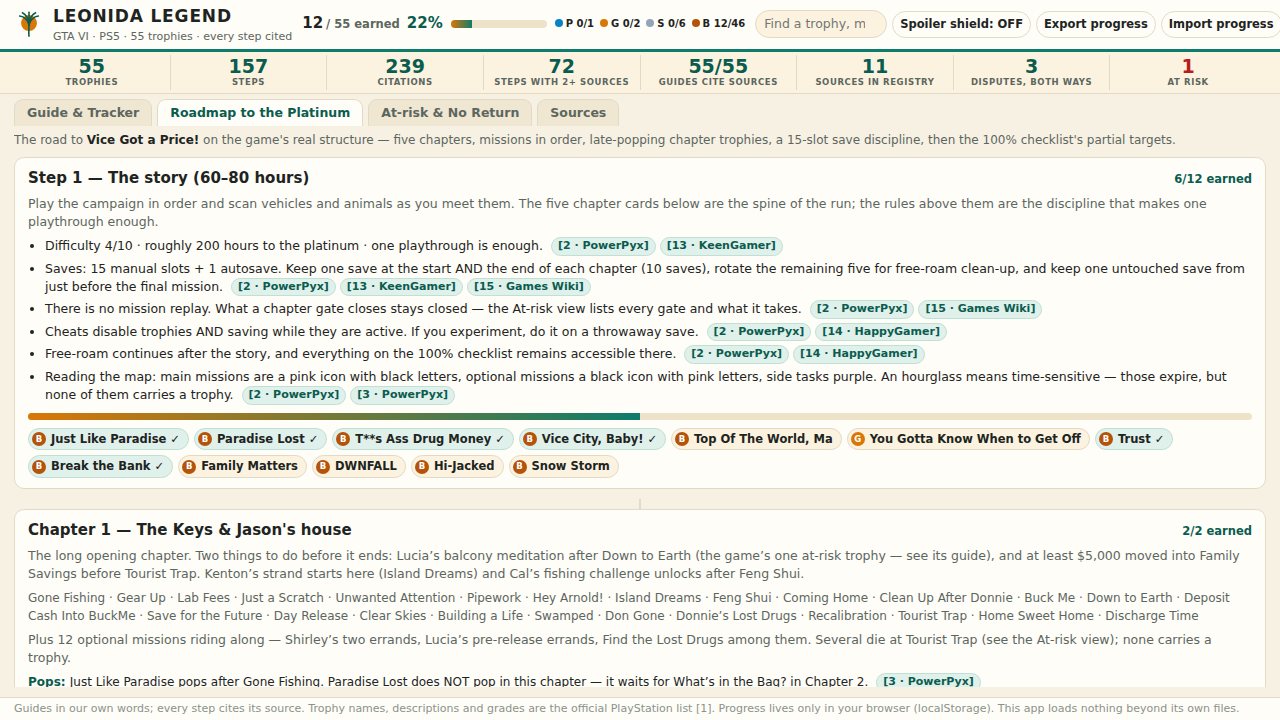 LEONIDA LEGEND
GTA VI · PS5 · 55 trophies · every step cited
12 / 55 earned 22%
P 0/1 G 0/2 S 0/6 B 12/46
Find a trophy, m
Spoiler shield: OFF
Export progress
Import progress
55 TROPHIES
157 STEPS
239 CITATIONS
72 STEPS WITH 2+ SOURCES
55/55 GUIDES CITE SOURCES
11 SOURCES IN REGISTRY
3 DISPUTES, BOTH WAYS
1 AT RISK
Guide & Tracker
Roadmap to the Platinum
At-risk & No Return
Sources
The road to Vice Got a Price! on the game's real structure — five chapters, missions in order, late-popping chapter trophies, a 15-slot save discipline, then the 100% checklist's partial targets.
Step 1 — The story (60–80 hours)
6/12 earned
Play the campaign in order and scan vehicles and animals as you meet them. The five chapter cards below are the spine of the run; the rules above them are the discipline that makes one
playthrough enough.
• Difficulty 4/10 · roughly 200 hours to the platinum · one playthrough is enough. [2 · PowerPyx] [13 · KeenGamer]
• Saves: 15 manual slots + 1 autosave. Keep one save at the start AND the end of each chapter (10 saves), rotate the remaining five for free-roam clean-up, and keep one untouched save from
just before the final mission. [2 · PowerPyx] [13 · KeenGamer] [15 · Games Wiki]
• There is no mission replay. What a chapter gate closes stays closed — the At-risk view lists every gate and what it takes. [2 · PowerPyx] [15 · Games Wiki]
• Cheats disable trophies AND saving while they are active. If you experiment, do it on a throwaway save. [2 · PowerPyx] [14 · HappyGamer]
• Free-roam continues after the story, and everything on the 100% checklist remains accessible there. [2 · PowerPyx] [14 · HappyGamer]
• Reading the map: main missions are a pink icon with black letters, optional missions a black icon with pink letters, side tasks purple. An hourglass means time-sensitive — those expire, but
none of them carries a trophy. [2 · PowerPyx] [3 · PowerPyx]
B Just Like Paradise ✓ B Paradise Lost ✓ B T**s Ass Drug Money ✓ B Vice City, Baby! ✓ B Top Of The World, Ma G You Gotta Know When to Get Off B Trust ✓
B Break the Bank ✓ B Family Matters B DWNFALL B Hi-Jacked B Snow Storm
Chapter 1 — The Keys & Jason's house
2/2 earned
The long opening chapter. Two things to do before it ends: Lucia’s balcony meditation after Down to Earth (the game’s one at-risk trophy — see its guide), and at least $5,000 moved into Family
Savings before Tourist Trap. Kenton’s strand starts here (Island Dreams) and Cal’s fishing challenge unlocks after Feng Shui.
Gone Fishing · Gear Up · Lab Fees · Just a Scratch · Unwanted Attention · Pipework · Hey Arnold! · Island Dreams · Feng Shui · Coming Home · Clean Up After Donnie · Buck Me · Down to Earth · Deposit
Cash Into BuckMe · Save for the Future · Day Release · Clear Skies · Building a Life · Swamped · Don Gone · Donnie’s Lost Drugs · Recalibration · Tourist Trap · Home Sweet Home · Discharge Time
Plus 12 optional missions riding along — Shirley’s two errands, Lucia’s pre-release errands, Find the Lost Drugs among them. Several die at Tourist Trap (see the At-risk view); none carries a
trophy.
Pops: Just Like Paradise pops after Gone Fishing. Paradise Lost does NOT pop in this chapter — it waits for What’s in the Bag? in Chapter 2. [3 · PowerPyx]
Guides in our own words; every step cites its source. Trophy names, descriptions and grades are the official PlayStation list [1]. Progress lives only in your browser (localStorage). This app loads nothing beyond its own files.